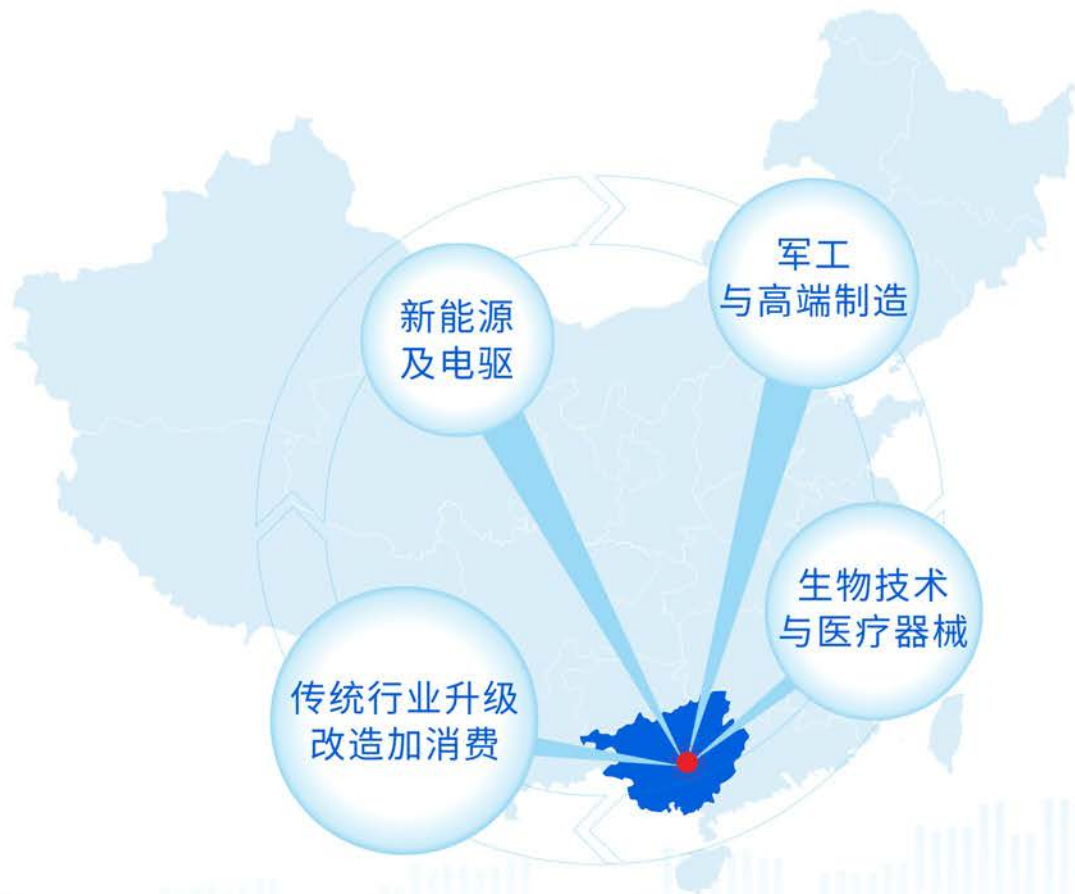 军工
与高端制造
新能源
及电驱
生物技术
与医疗器械
传统行业升级
改造加消费